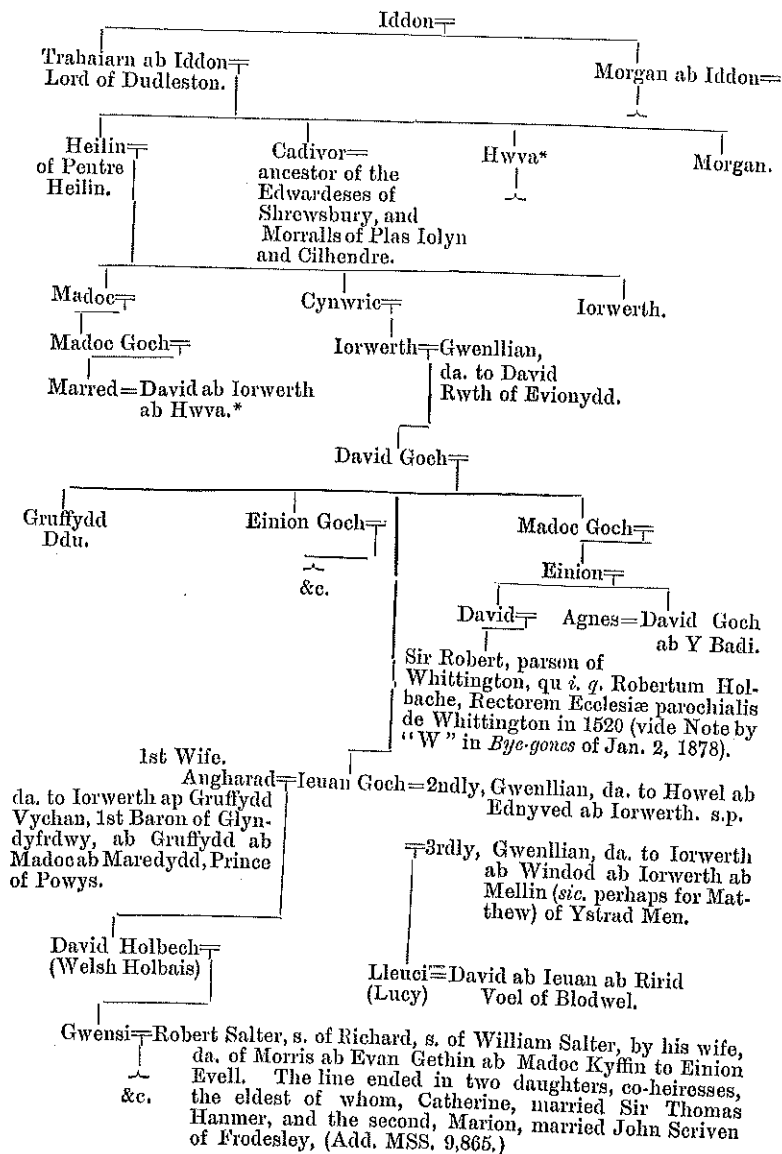 Iddon
Trahaiarn ab Iddon
Lord of Dudleston.
Morgan ab Iddon
Heilin
of Pentre
Heilin.
Cadivor
ancestor of the
Edwardeses of
Shrewsbury, and
Morralls of Plas Iolyn
and Cilhendre.
Hwva*
Morgan.
Madoc
Cynwric
Iorwerth.
Madoc Goch
Iorwerth=Gwenllian,
da. to David
Rwth of Evionydd.
Marred=David ab Iorwerth
ab Hwva.*
David Goch
Gruffydd
Ddu.
Einion Goch
&c.
Madoc Goch
Einion
David
Agnes=David Goch
ab Y Badi.
Sir Robert, parson of
Whittington, qu i. q. Robertum Hol-
bache, Rectorem Ecclesiæ parochialis
de Whittington in 1520 (vide Note by
"W" in Bye-gones of Jan. 2, 1878).
1st Wife.
Angharad=Ieuan Goch=2ndly, Gwenllian, da. to Howel ab
Ednyved ab Iorwerth. s.p.
da. to Iorwerth ap Gruffydd
Vychan, 1st Baron of Glyn-
dyfrdwy, ab Gruffydd ab
Madoc ab Maredydd, Prince
of Powys.
=3rdly, Gwenllian, da. to Iorwerth
ab Windod ab Iorwerth ab
Mellin (sic. perhaps for Mat-
thew) of Ystrad Men.
David Holbech
(Welsh Holbais)
Lleuci=David ab Ieuan ab Ririd
(Lucy) Voel of Blodwel.
Gwensi=Robert Salter, s. of Richard, s. of William Salter, by his wife,
da. of Morris ab Evan Gethin ab Madoc Kyffin to Einion
Evell. The line ended in two daughters, co-heiresses,
the eldest of whom, Catherine, married Sir Thomas
Hanmer, and the second, Marion, married John Scriven
of Frodesley, (Add. MSS. 9,865.)
&c.